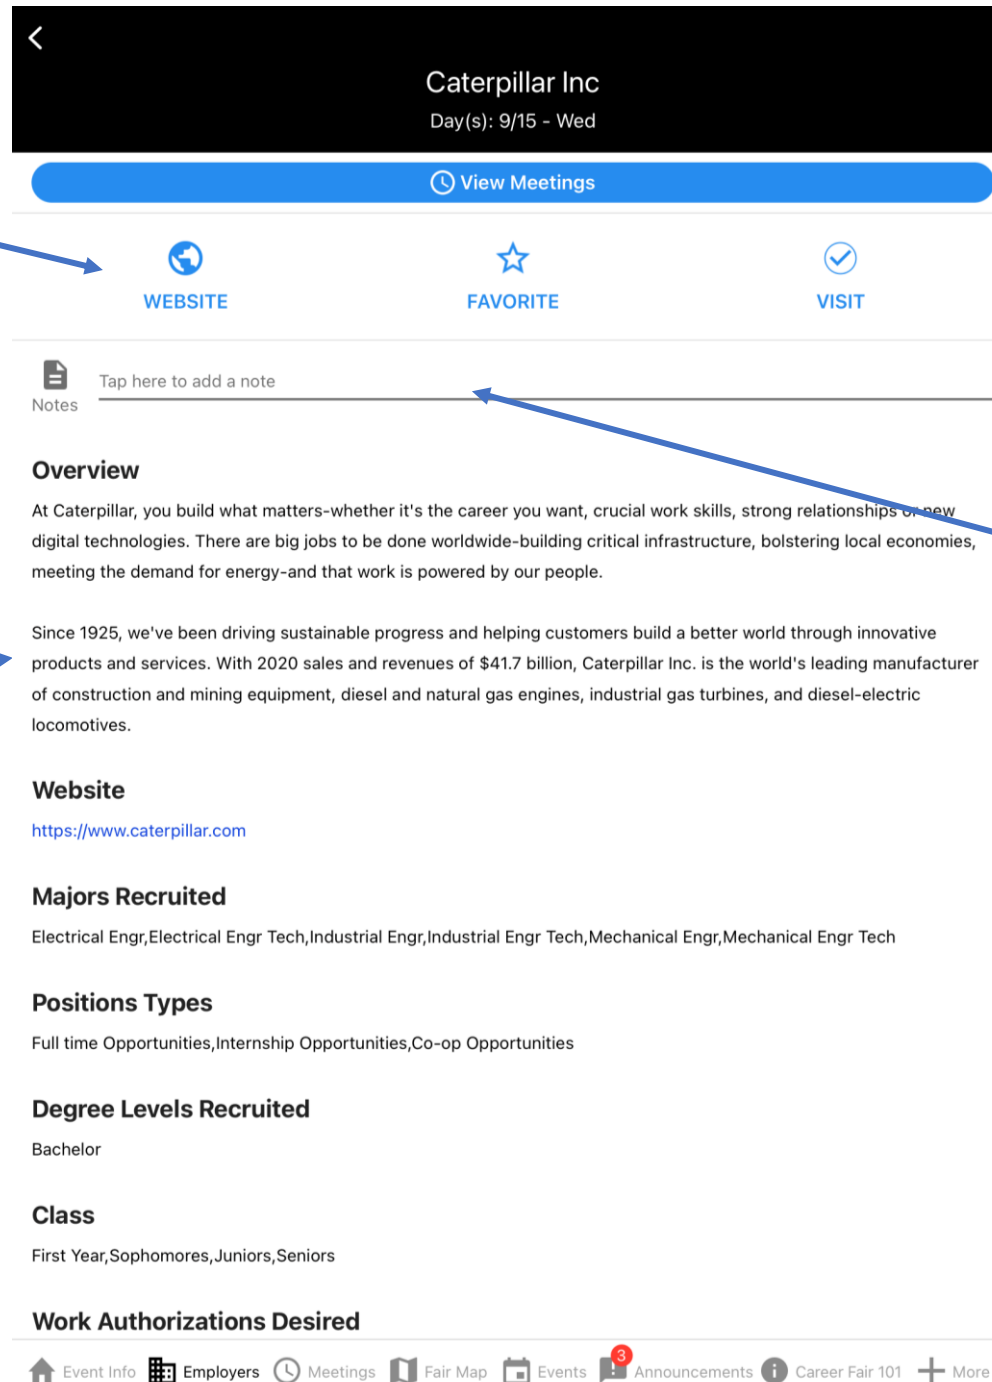 Caterpillar Inc
Day(s): 9/15 - Wed
View Meetings
WEBSITE
FAVORITE
VISIT
Tap here to add a note
Notes
Overview
At Caterpillar, you build what matters-whether it's the career you want, crucial work skills, strong relationships or new
digital technologies. There are big jobs to be done worldwide-building critical infrastructure, bolstering local economies,
meeting the demand for energy-and that work is powered by our people.
Since 1925, we've been driving sustainable progress and helping customers build a better world through innovative
products and services. With 2020 sales and revenues of $41.7 billion, Caterpillar Inc. is the world's leading manufacturer
of construction and mining equipment, diesel and natural gas engines, industrial gas turbines, and diesel-electric
locomotives.
Website
https://www.caterpillar.com
Majors Recruited
Electrical Engr,Electrical Engr Tech,Industrial Engr,Industrial Engr Tech,Mechanical Engr,Mechanical Engr Tech
Positions Types
Full time Opportunities,Internship Opportunities,Co-op Opportunities
Degree Levels Recruited
Bachelor
Class
First Year,Sophomores,Juniors,Seniors
Work Authorizations Desired
Event Info Employers Meetings Fair Map Events 3 Announcements Career Fair 101 More